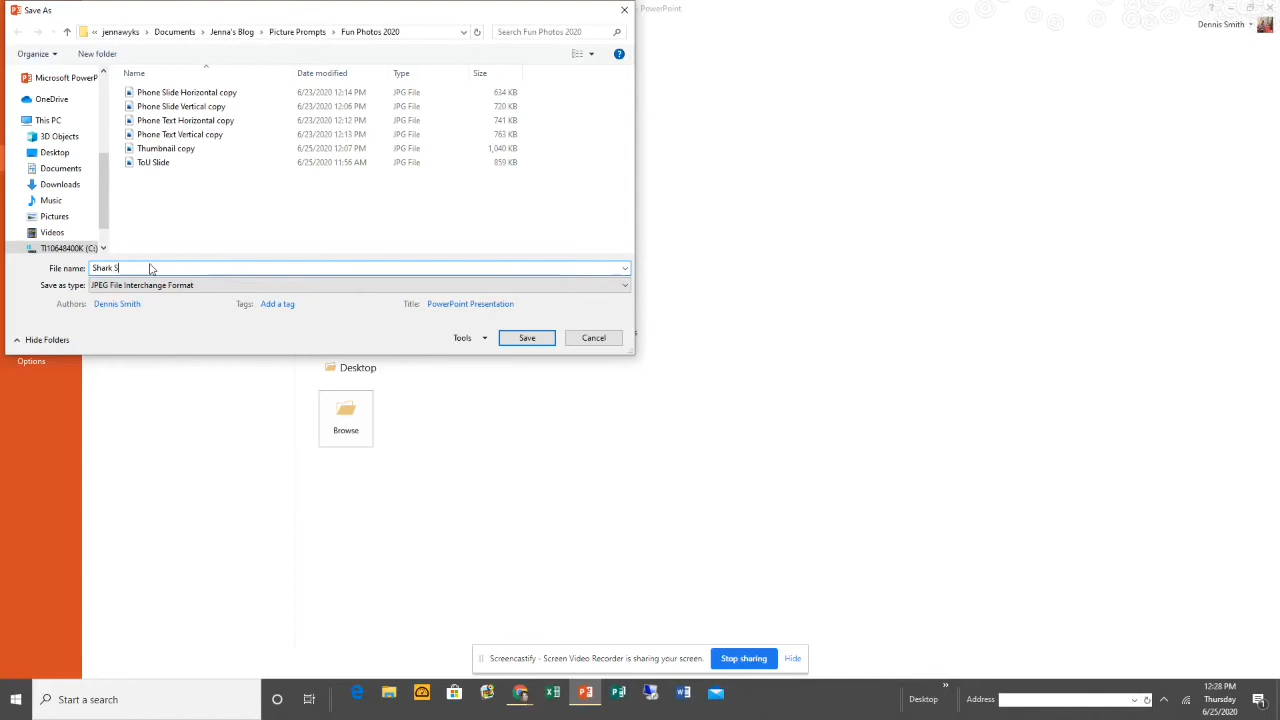 Save As
PowerPoint
? 
Dennis Smith
« jennawyks > Documents > Jenna's Blog > Picture Prompts > Fun Photos 2020
Search Fun Photos 2020
Organize
New folder
Name
Date modified
Type
Size
Microsoft PowerP
OneDrive
This PC
3D Objects
Desktop
Documents
Downloads
Music
Pictures
Videos
TI10648400K (C:)
Phone Slide Horizontal copy 6/23/2020 12:14 PM JPG File 634 KB
Phone Slide Vertical copy 6/23/2020 12:06 PM JPG File 720 KB
Phone Text Horizontal copy 6/23/2020 12:12 PM JPG File 741 KB
Phone Text Vertical copy 6/23/2020 12:13 PM JPG File 763 KB
Thumbnail copy 6/25/2020 12:07 PM JPG File 1,040 KB
ToU Slide 6/25/2020 11:56 AM JPG File 859 KB
File name: Shark S
Save as type: JPEG File Interchange Format
Authors: Dennis Smith
Tags: Add a tag
Title: PowerPoint Presentation
Hide Folders
Tools
Save
Cancel
Options
Desktop
Browse
Screencastify - Screen Video Recorder is sharing your screen.
Stop sharing
Hide
Start a search
Desktop
»
Address
12:28 PM
Thursday
6/25/2020